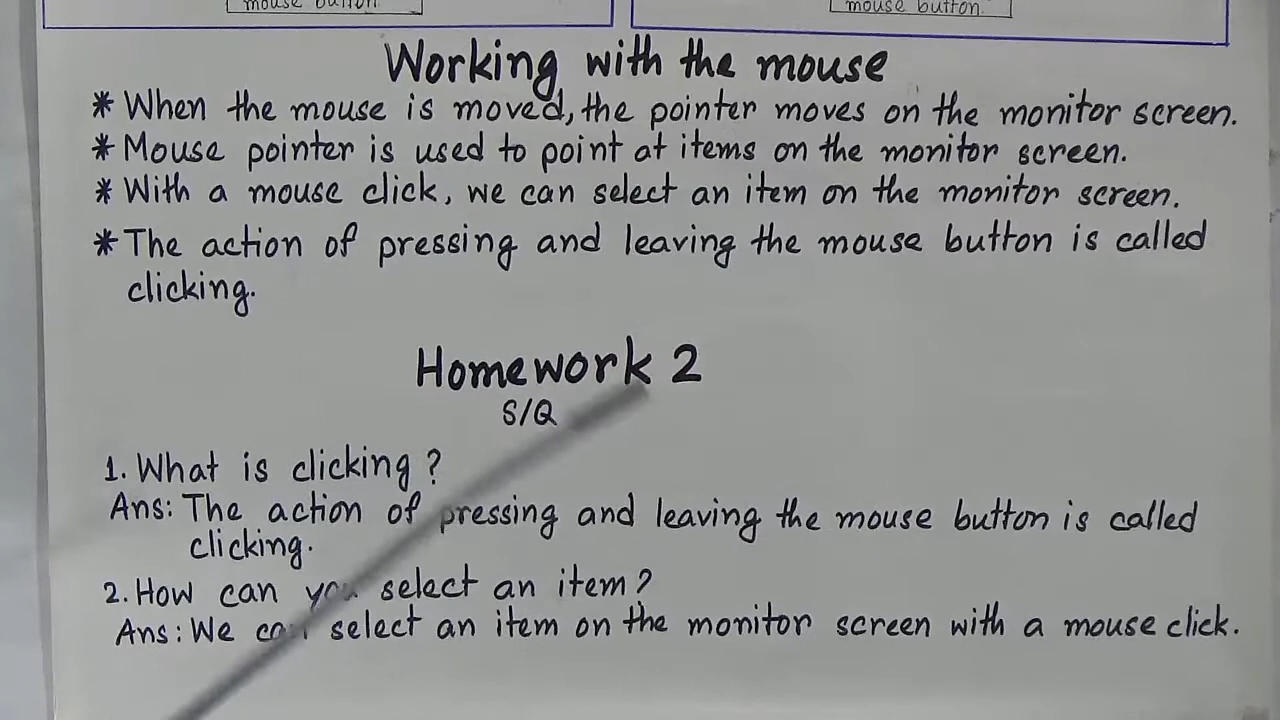 mouse button
mouse button
Working with the mouse
* When the mouse is moved, the pointer moves on the monitor screen.
* Mouse pointer is used to point at items on the monitor screen.
* With a mouse click, we can select an item on the monitor screen.
* The action of pressing and leaving the mouse button is called
clicking.
Homework 2
S/Q
1. What is clicking?
Ans: The action of pressing and leaving the mouse button is called
clicking.
2. How can you select an item?
Ans: We can select an item on the monitor screen with a mouse click.